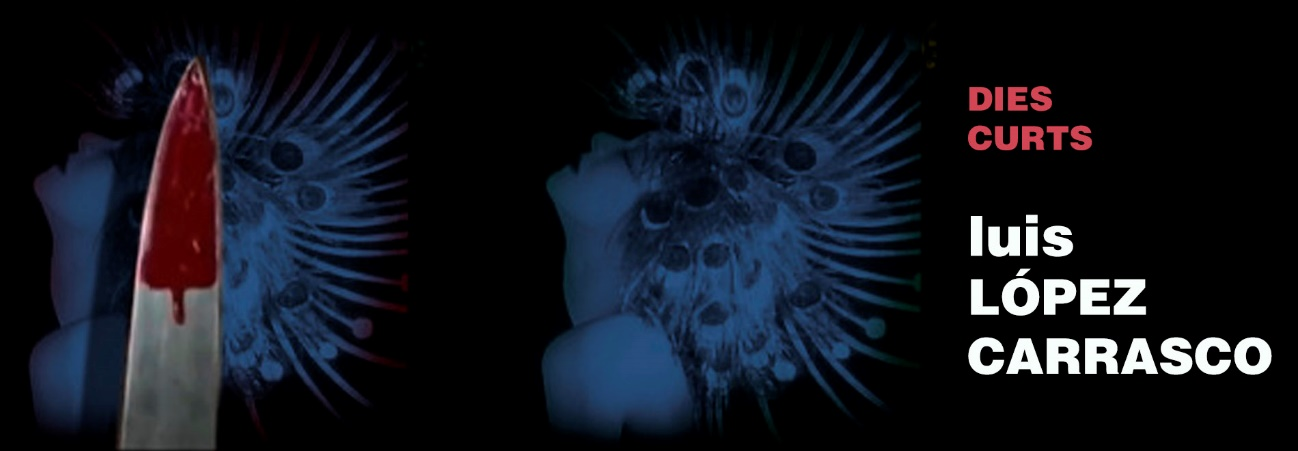 DIES
CURTS
luis
LÓPEZ
CARRASCO